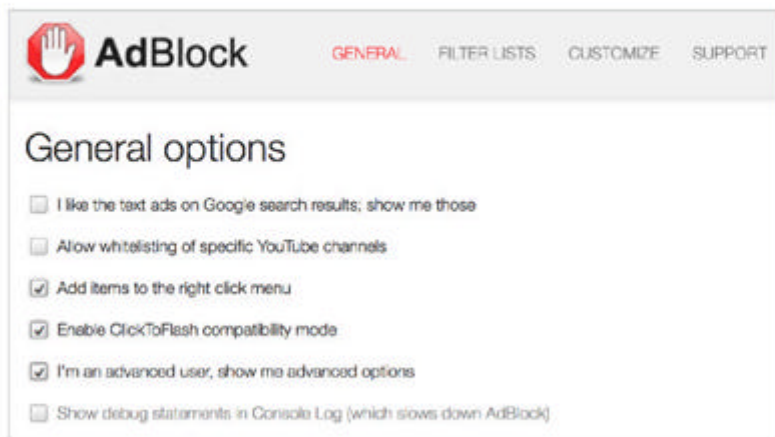 AdBlock
GENERAL FILTER LISTS CUSTOMIZE SUPPORT
General options
I like the text ads on Google search results; show me those
Allow whitelisting of specific YouTube channels
Add items to the right click menu
Enable ClickToFlash compatibility mode
I'm an advanced user, show me advanced options
Show debug statements in Console Log (which slows down AdBlock)